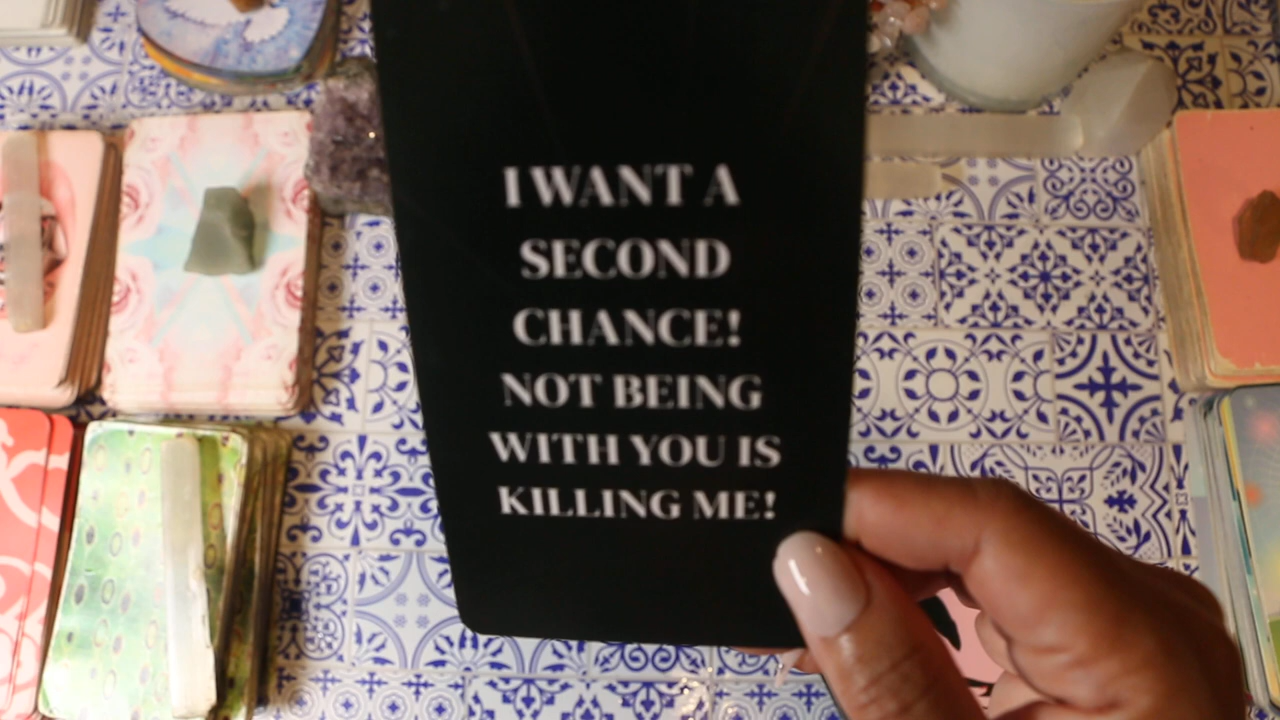 I WANT A
SECOND
CHANCE!
NOT BEING
WITH YOU IS
KILLING ME!